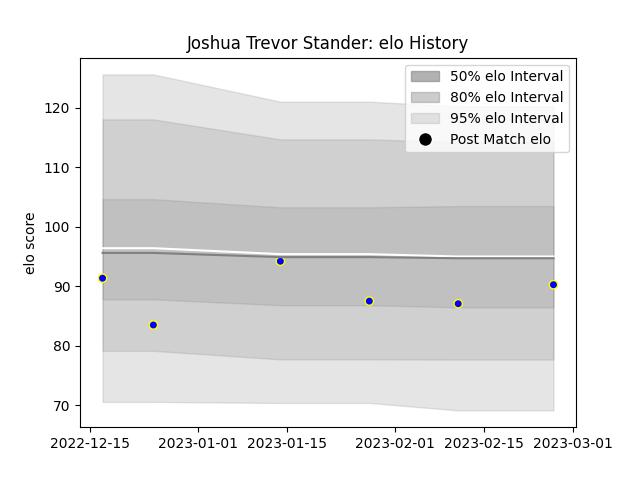 Joshua Trevor Stander: elo History
50% elo Interval
80% elo Interval
95% elo Interval
Post Match elo
elo score
120
110
100
90
80
70
2022-12-15
2023-01-01
2023-01-15
2023-02-01
2023-02-15
2023-03-01